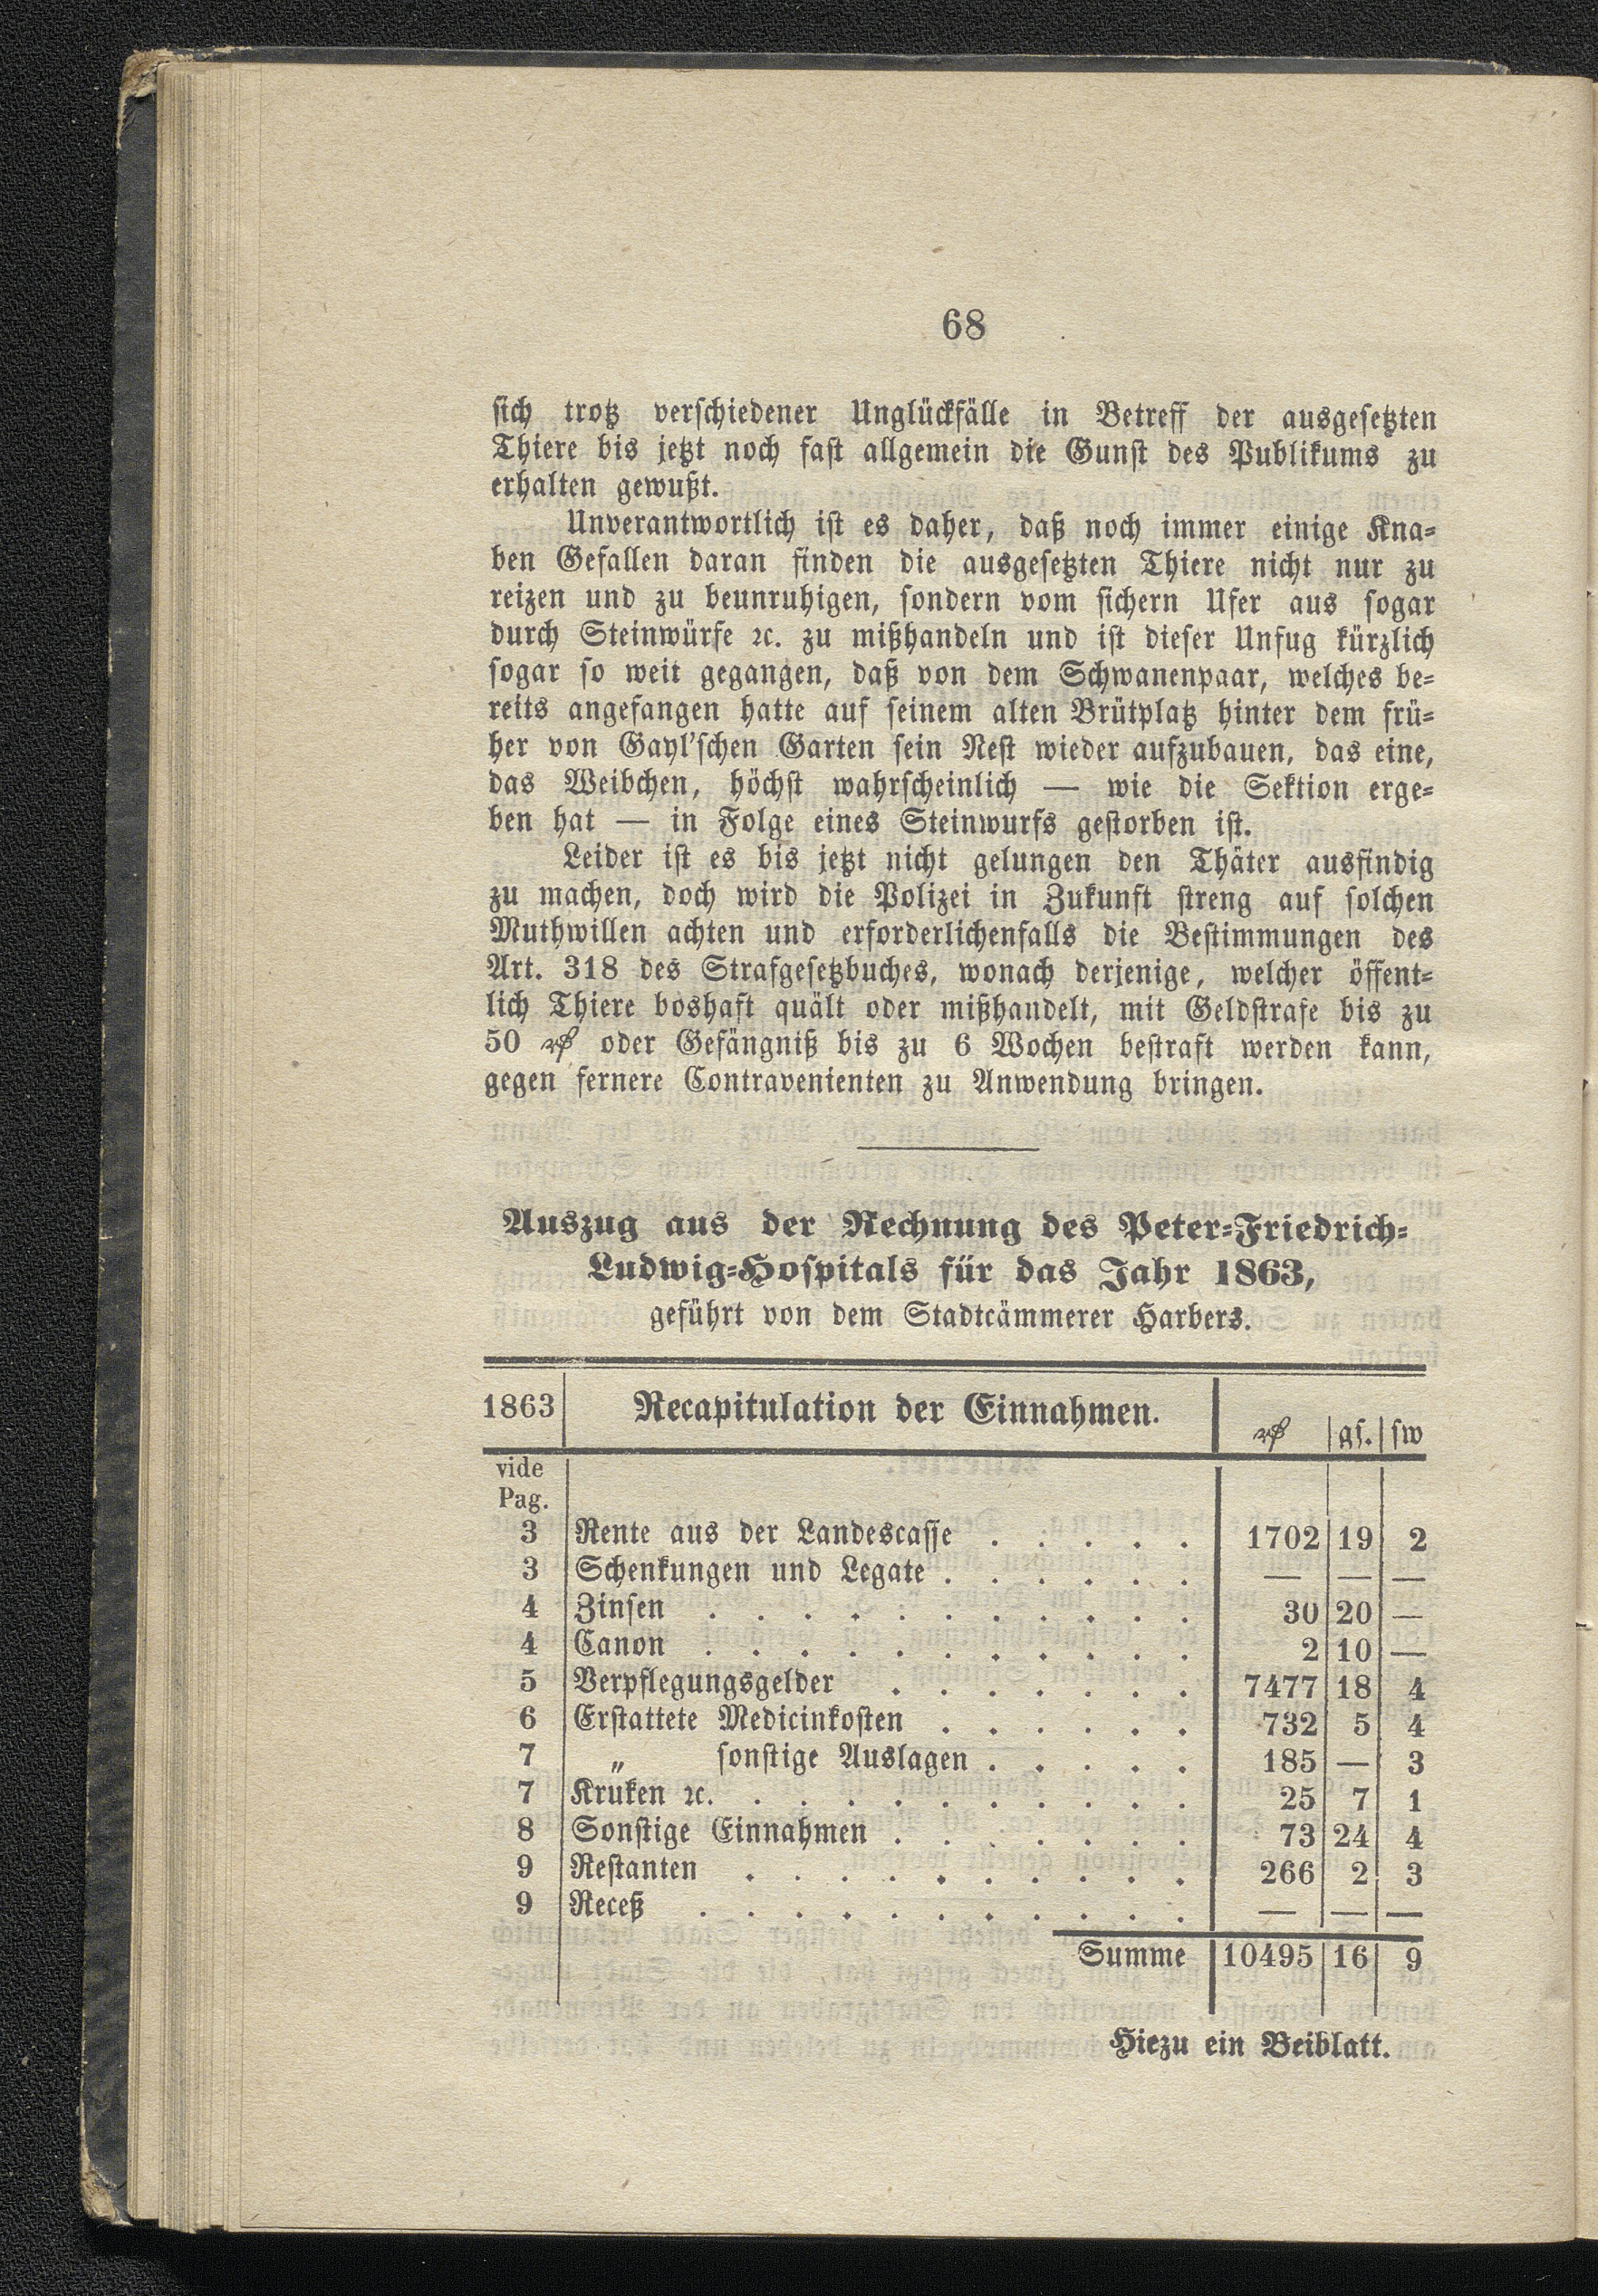 68
sich trotz verschiedener Unglückfälle in Betreff der ausgesetzten
Thiere bis jetzt noch fast allgemein die Gunst des Publikums zu
erhalten gewußt.
Unverantwortlich ist es daher, daß noch immer einige Kna-
ben Gefallen daran finden die ausgesetzten Thiere nicht nur zu
reizen und zu beunruhigen, sondern vom sichern Ufer aus sogar
durch Steinwürfe ꝛc. zu mißhandeln und ist dieser Unfug kürzlich
sogar so weit gegangen, daß von dem Schwanenpaar, welches be-
reits angefangen hatte auf seinem alten Brütplatz hinter dem frü-
her von Gayl'schen Garten sein Nest wieder aufzubauen, das eine,
das Weibchen, höchst wahrscheinlich — wie die Sektion erge-
ben hat — in Folge eines Steinwurfs gestorben ist.
Leider ist es bis jetzt nicht gelungen den Thäter ausfindig
zu machen, doch wird die Polizei in Zukunft streng auf solchen
Muthwillen achten und erforderlichenfalls die Bestimmungen des
Art. 318 des Strafgesetzbuches, wonach derjenige, welcher öffent-
lich Thiere boshaft quält oder mißhandelt, mit Geldstrafe bis zu
50 ₰ oder Gefängniß bis zu 6 Wochen bestraft werden kann,
gegen fernere Contravenienten zu Anwendung bringen.
Auszug aus der Rechnung des Peter-Friedrich-
Ludwig-Hospitals für das Jahr 1863,
geführt von dem Stadtcämmerer Harbers.
1863 Recapitulation der Einnahmen. ₰ gs. sw
vide
Pag.
3 Rente aus der Landescasse . . . . . 1702 19 2
3 Schenkungen und Legate . . . . . . — — —
4 Zinsen . . . . . . . . . . . 30 20 —
4 Canon . . . . . . . . . . . 2 10 —
5 Verpflegungsgelder . . . . . . . 7477 18 4
6 Erstattete Medicinkosten . . . . . . 732 5 4
7 „ sonstige Auslagen . . . . . 185 — 3
7 Kruken ꝛc. . . . . . . . . . . 25 7 1
8 Sonstige Einnahmen . . . . . . . 73 24 4
9 Restanten . . . . . . . . . . 266 2 3
9 Receß . . . . . . . . . . . — — —
Summe 10495 16 9
Hiezu ein Beiblatt.